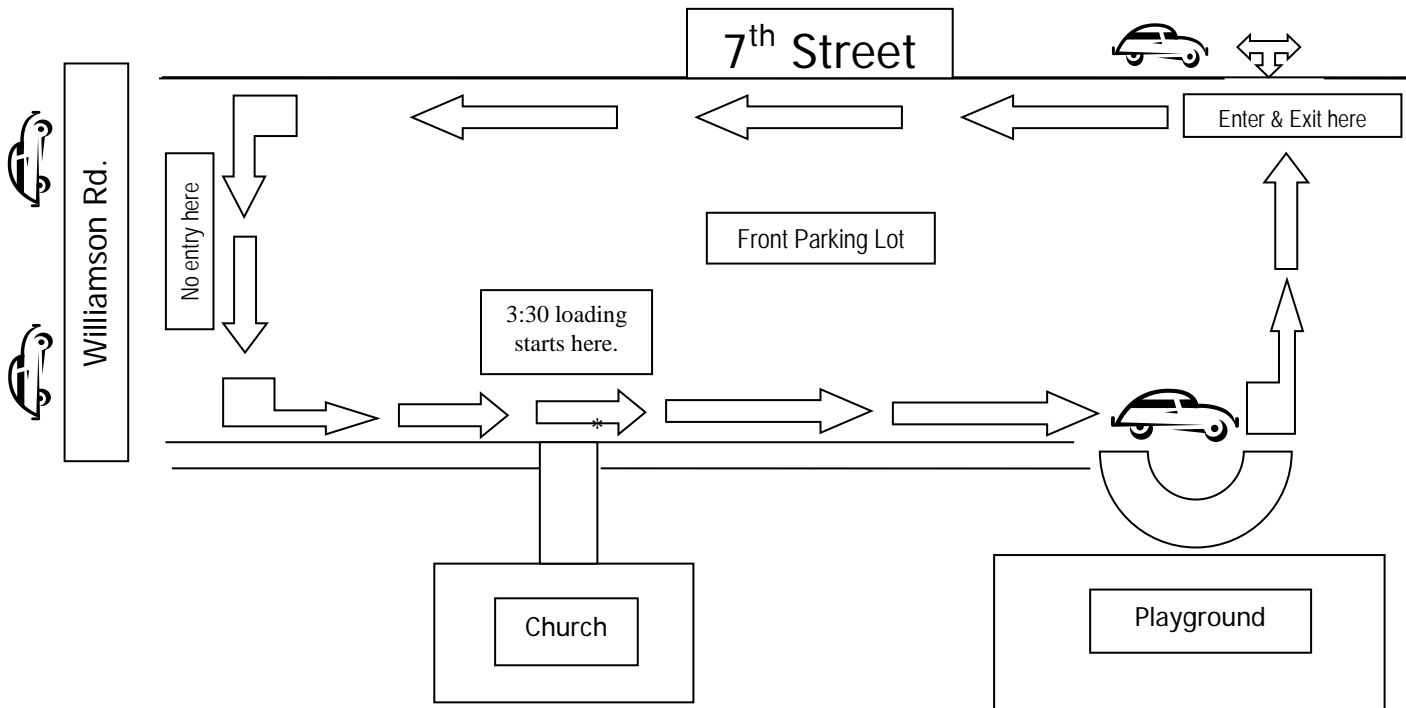 7th Street
Enter & Exit here
Williamson Rd.
No entry here
Front Parking Lot
3:30 loading
starts here.
*
Church
Playground